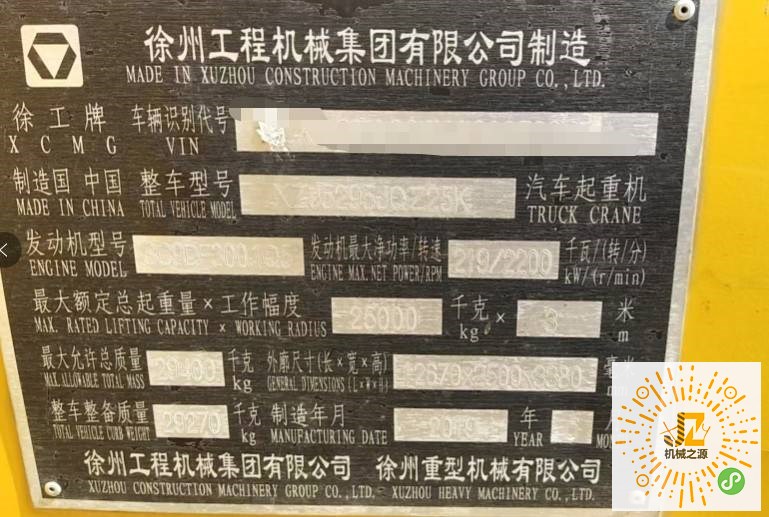 徐州工程机械集团有限公司制造
MADE IN XUZHOU CONSTRUCTION MACHINERY GROUP CO.,LTD.
徐工牌 车辆识别代号
XCMG VIN
制造国 中国 整车型号 5295JQZ25K 汽车起重机
MADE IN CHINA TOTAL VEHICLE MODEL TRUCK CRANE
发动机型号 发动机最大净功率/转速 219/2200 千瓦/(转/分)
ENGINE MODEL ENGINE MAX.NET POWER/RPM kW/(r/min)
最大额定总起重量×工作幅度 25000 千克 × 3 米
MAX. RATED LIFTING CAPACITY × WORKING RADIUS kg m
最大允许总质量 29400 千克 外廓尺寸(长×宽×高) 毫米
MAX. ALLOWABLE TOTAL MASS kg GENERAL DIMENSIONS (L×W×H)
整车整备质量 29270 千克 制造年月 年
TOTAL VEHICLE CURB WEIGHT kg MANUFACTURING DATE YEAR
徐州工程机械集团有限公司 徐州重型机械有限公司
XUZHOU CONSTRUCTION MACHINERY GROUP CO.,LTD. XUZHOU HEAVY MACHINERY CO.,LTD.
机械之源